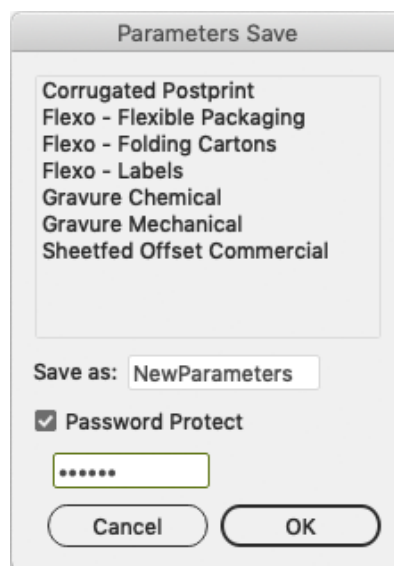 Parameters Save
Corrugated Postprint
Flexo - Flexible Packaging
Flexo - Folding Cartons
Flexo - Labels
Gravure Chemical
Gravure Mechanical
Sheetfed Offset Commercial
Save as: NewParameters
Password Protect
••••••
Cancel OK